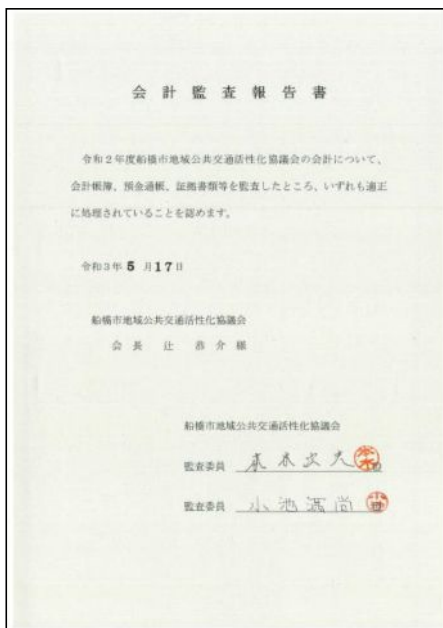 会計監査報告書
令和２年度船橋市地域公共交通活性化協議会の会計について、
会計帳簿、預金通帳、証拠書類等を監査したところ、いずれも適正
に処理されていることを認めます。
令和３年 5 月17日
船橋市地域公共交通活性化協議会
会長 辻 恭介 様
船橋市地域公共交通活性化協議会
監査委員
監査委員 小池